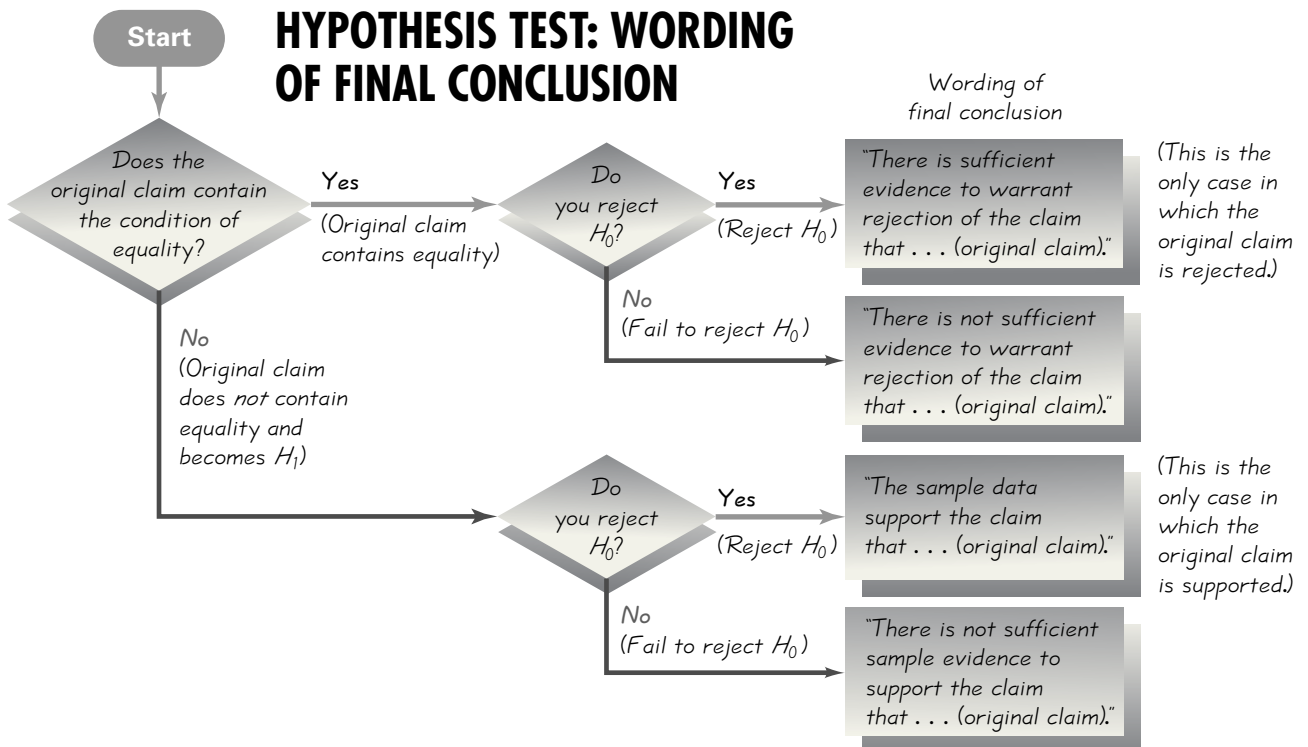 Start
HYPOTHESIS TEST: WORDING
OF FINAL CONCLUSION
Wording of
final conclusion
Does the
original claim contain
the condition of
equality?
Yes
(Original claim
contains equality)
Do
you reject
H₀?
Yes
(Reject H₀)
"There is sufficient
evidence to warrant
rejection of the claim
that . . . (original claim)."
(This is the
only case in
which the
original claim
is rejected.)
No
(Fail to reject H₀)
"There is not sufficient
evidence to warrant
rejection of the claim
that . . . (original claim)."
No
(Original claim
does not contain
equality and
becomes H₁)
Do
you reject
H₀?
Yes
(Reject H₀)
"The sample data
support the claim
that . . . (original claim)."
(This is the
only case in
which the
original claim
is supported.)
No
(Fail to reject H₀)
"There is not sufficient
sample evidence to
support the claim
that . . . (original claim)."